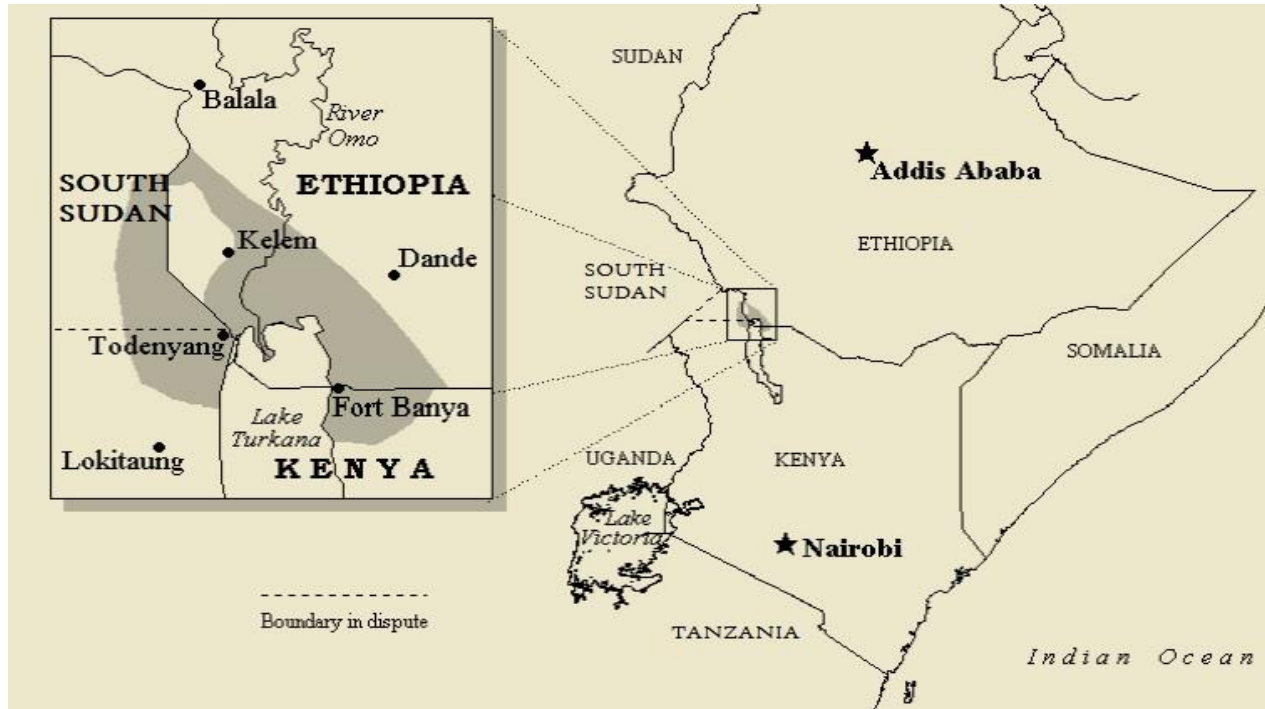 Balala
River
Omo
SOUTH
SUDAN
ETHIOPIA
Kelem
Dande
Todenyang
Fort Banya
Lake
Turkana
Lokitaung
KENYA
Boundary in dispute
SUDAN
Addis Ababa
ETHIOPIA
SOUTH
SUDAN
SOMALIA
UGANDA
KENYA
Lake
Victoria
Nairobi
TANZANIA
Indian Ocean